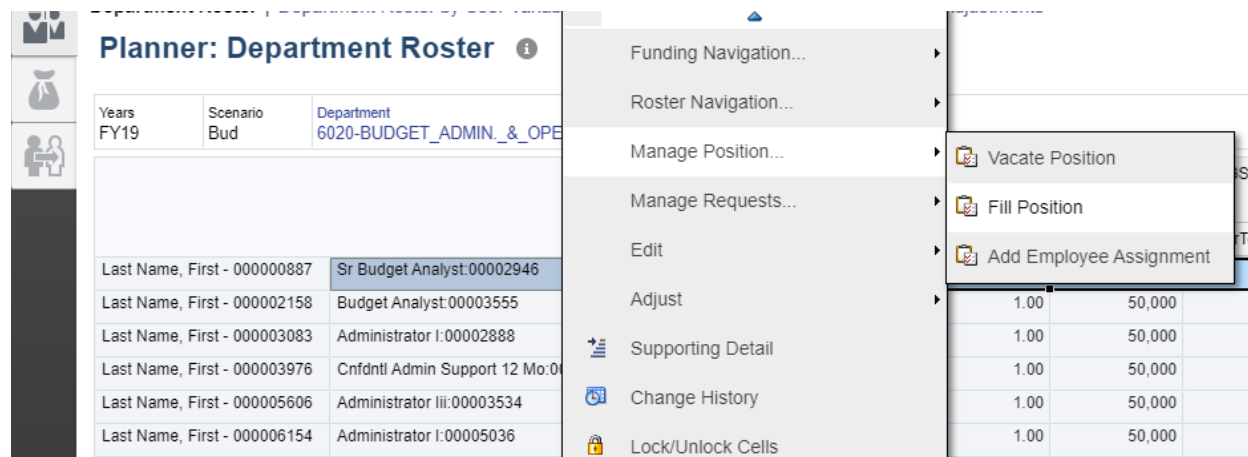 Planner: Department Roster
Years
FY19
Scenario
Bud
Department
6020-BUDGET_ADMIN._&_OPE
Last Name, First - 000000887 Sr Budget Analyst:00002946
Last Name, First - 000002158 Budget Analyst:00003555 1.00 50,000
Last Name, First - 000003083 Administrator I:00002888 1.00 50,000
Last Name, First - 000003976 Cnfdntl Admin Support 12 Mo:0 1.00 50,000
Last Name, First - 000005606 Administrator Iii:00003534 1.00 50,000
Last Name, First - 000006154 Administrator I:00005036 1.00 50,000
Funding Navigation...
Roster Navigation...
Manage Position...
Manage Requests...
Edit
Adjust
Supporting Detail
Change History
Lock/Unlock Cells
Vacate Position
Fill Position
Add Employee Assignment